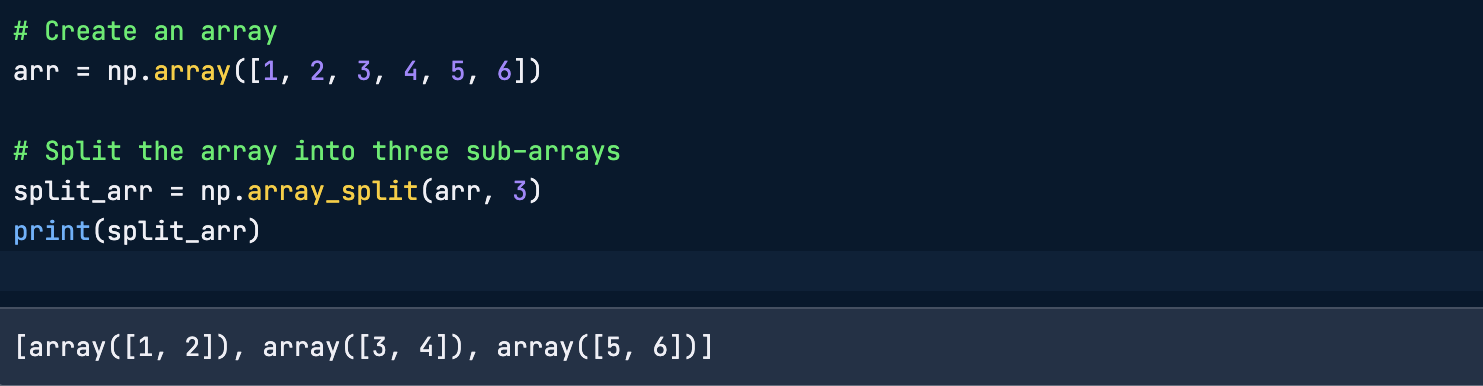 # Create an array
arr = np.array([1, 2, 3, 4, 5, 6])
# Split the array into three sub-arrays
split_arr = np.array_split(arr, 3)
print(split_arr)
[array([1, 2]), array([3, 4]), array([5, 6])]